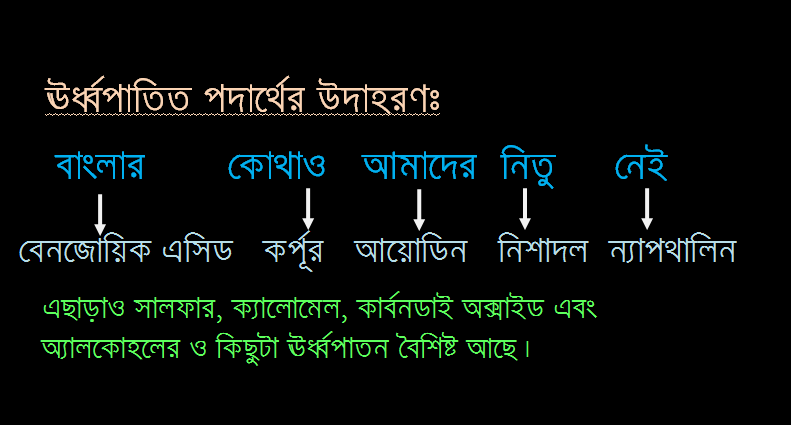 ঊর্ধ্বপাতিত পদার্থের উদাহরণঃ
বাংলার কোথাও আমাদের নিতু নেই
বেনজোয়িক এসিড কর্পূর আয়োডিন নিশাদল ন্যাপথালিন
এছাড়াও সালফার, ক্যালোমেল, কার্বনডাই অক্সাইড এবং
অ্যালকোহলের ও কিছুটা ঊর্ধ্বপাতন বৈশিষ্ট আছে।